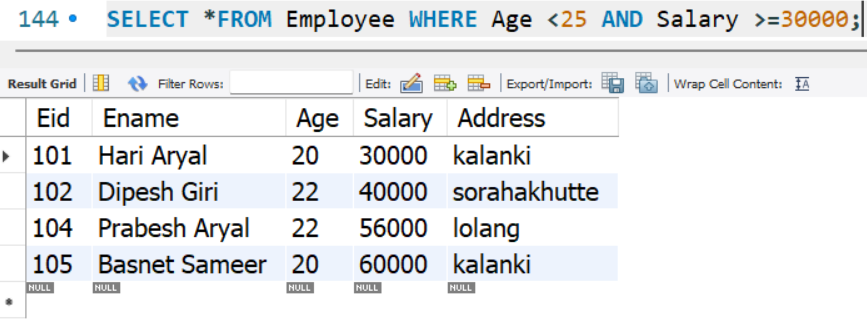 144 SELECT *FROM Employee WHERE Age <25 AND Salary >=30000;
Result Grid Filter Rows: Edit: Export/Import: Wrap Cell Content: IA
Eid Ename Age Salary Address
101 Hari Aryal 20 30000 kalanki
102 Dipesh Giri 22 40000 sorahakhutte
104 Prabesh Aryal 22 56000 lolang
105 Basnet Sameer 20 60000 kalanki
NULL NULL NULL NULL NULL